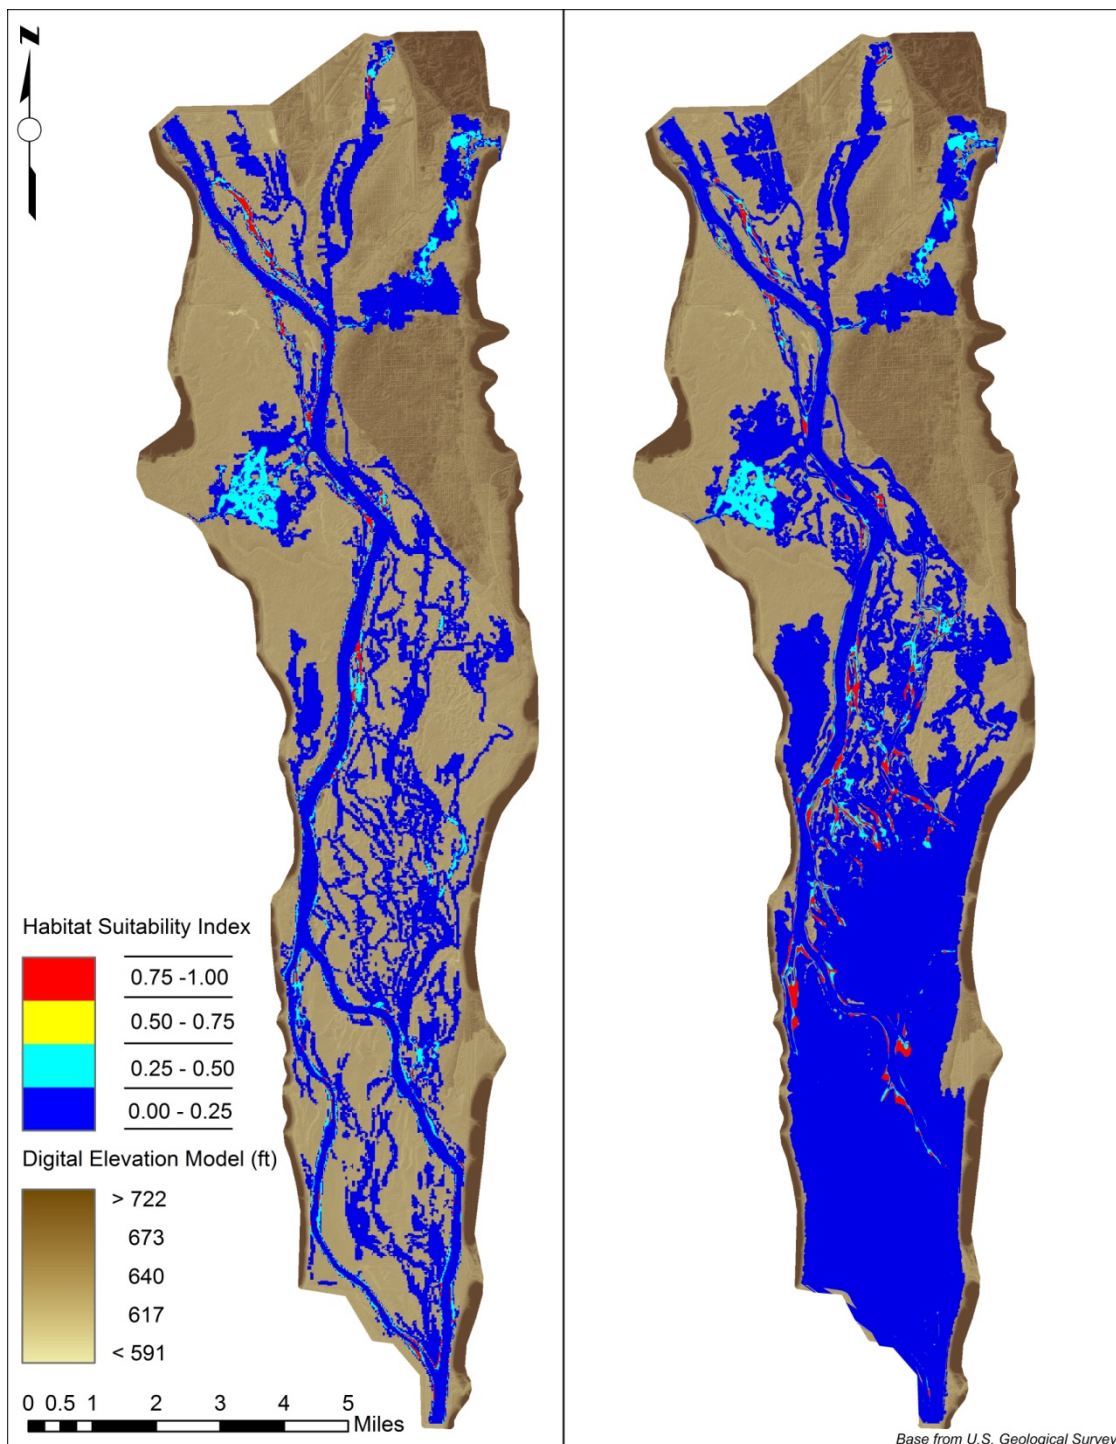 N
Habitat Suitability Index
0.75 -1.00
0.50 - 0.75
0.25 - 0.50
0.00 - 0.25
Digital Elevation Model (ft)
> 722
673
640
617
< 591
0 0.5 1 2 3 4 5
Miles
Base from U.S. Geological Survey